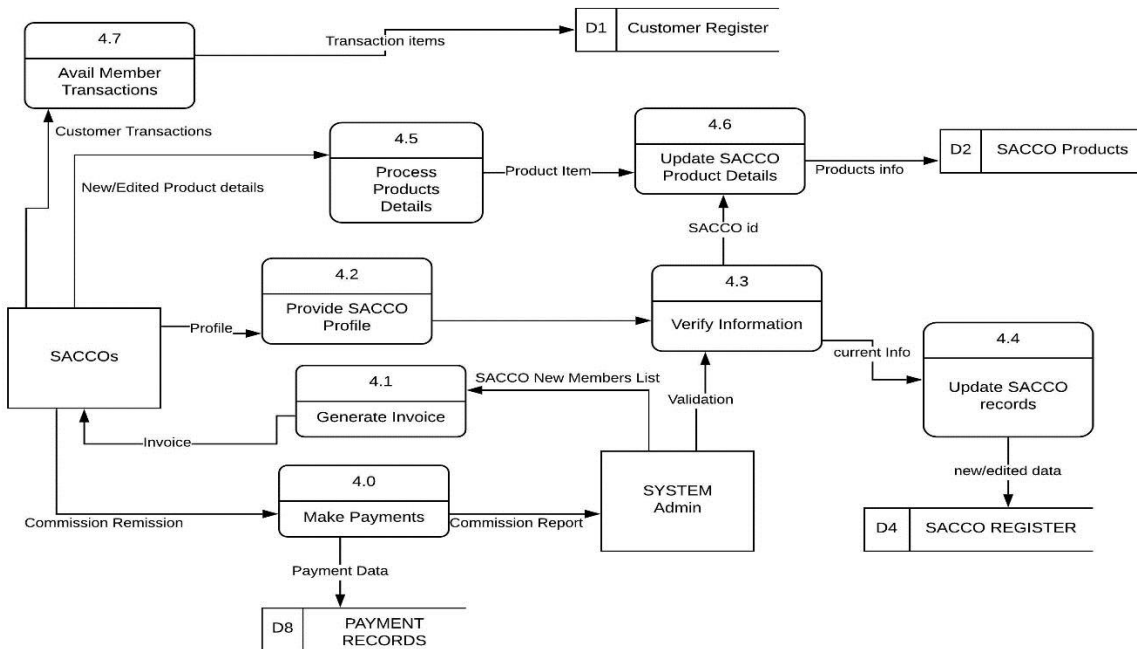 4.7
Avail Member
Transactions
Transaction items
D1
Customer Register
Customer Transactions
4.5
Process
Products
Details
New/Edited Product details
Product Item
4.6
Update SACCO
Product Details
Products info
D2
SACCO Products
SACCO id
4.2
Provide SACCO
Profile
4.3
Verify Information
SACCOs
Profile
current Info
4.4
Update SACCO
records
4.1
Generate Invoice
SACCO New Members List
Validation
Invoice
SYSTEM
Admin
new/edited data
4.0
Make Payments
Commission Remission
Commission Report
D4
SACCO REGISTER
Payment Data
D8
PAYMENT
RECORDS